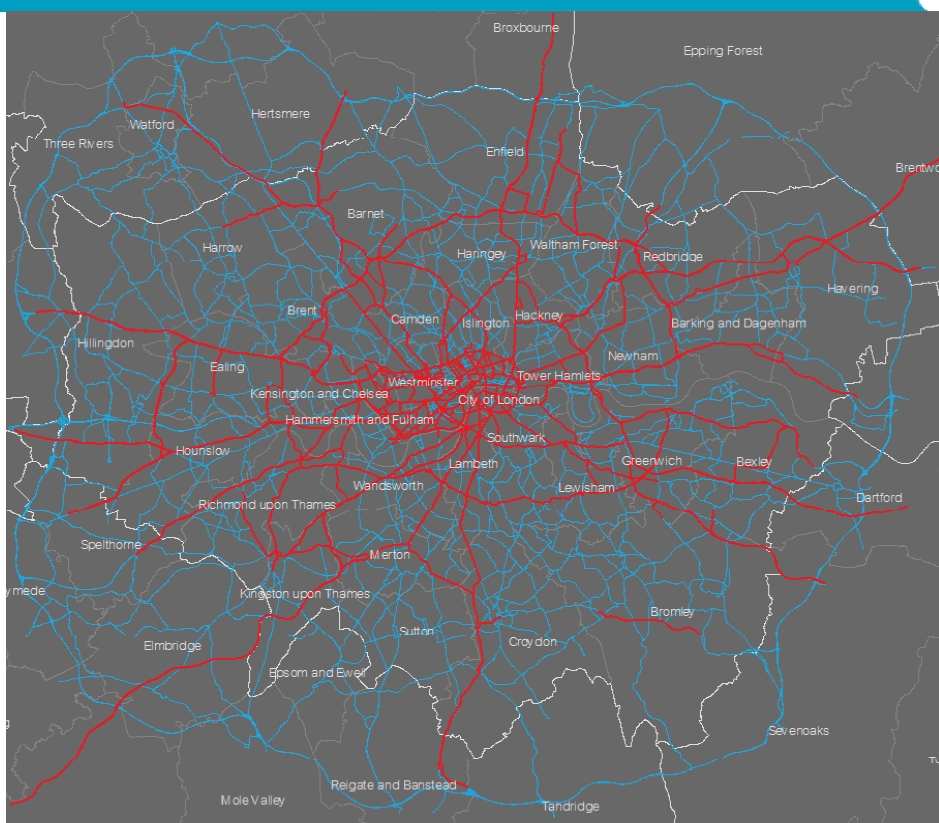 Broxbourne
Epping Forest
Hertsmere
Watford
Three Rivers
Enfield
Brentwo
Barnet
Harrow
Haringey
Waltham Forest
Redbridge
Havering
Brent
Camden
Islington
Hackney
Barking and Dagenham
Hillingdon
Newham
Ealing
Westminster
Tower Hamlets
Kensington and Chelsea
City of London
Hammersmith and Fulham
Southwark
Hounslow
Lambeth
Greenwich
Bexley
Wandsworth
Lewisham
Dartford
Richmond upon Thames
Spelthorne
Merton
ymede
Kingston upon Thames
Bromley
Sutton
Croydon
Elmbridge
Epsom and Ewell
g
Sevenoaks
Tu
Reigate and Banstead
Mole Valley
Tandridge